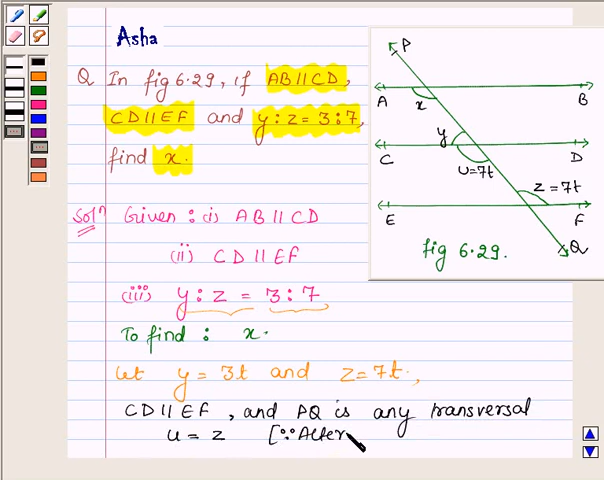 Asha
Q In fig 6.29, if AB||CD,
CD||EF and y:z = 3:7,
find x.
Solⁿ Given : (i) AB || CD
(ii) CD || EF
(iii) y : z = 3 : 7
To find : x.
Let y = 3t and z = 7t.,
CD || EF , and PQ is any transversal
u = z [∵ Alter
P
A
B
x
y
C
D
u=7t
z=7t
E
F
Q
fig 6.29.